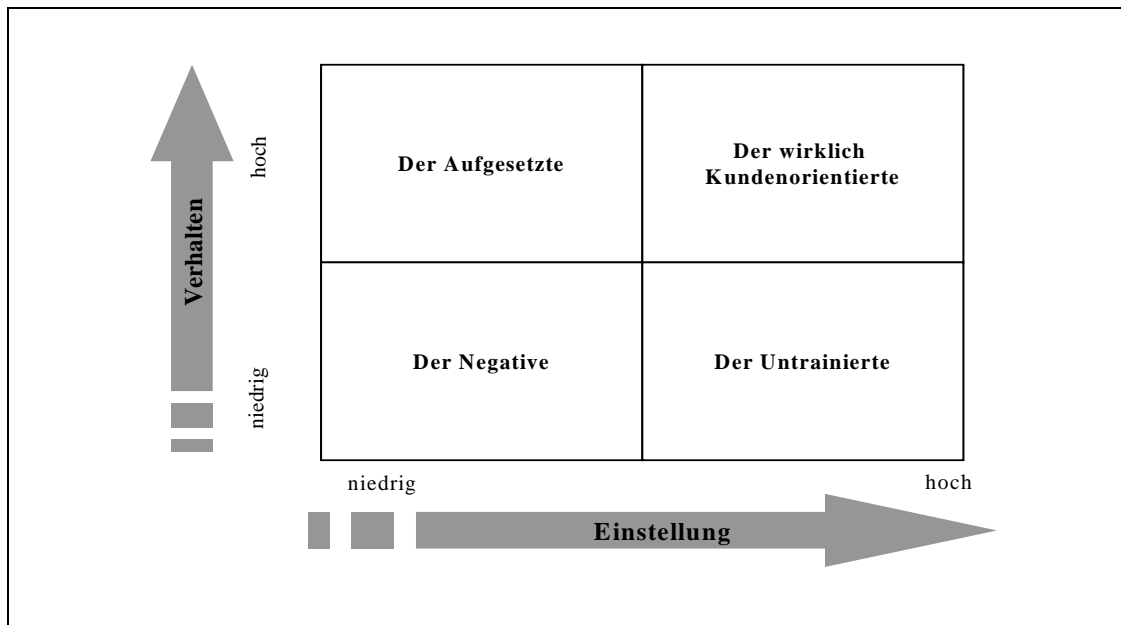 Verhalten
hoch
niedrig
Der Aufgesetzte
Der wirklich
Kundenorientierte
Der Negative
Der Untrainierte
niedrig
hoch
Einstellung